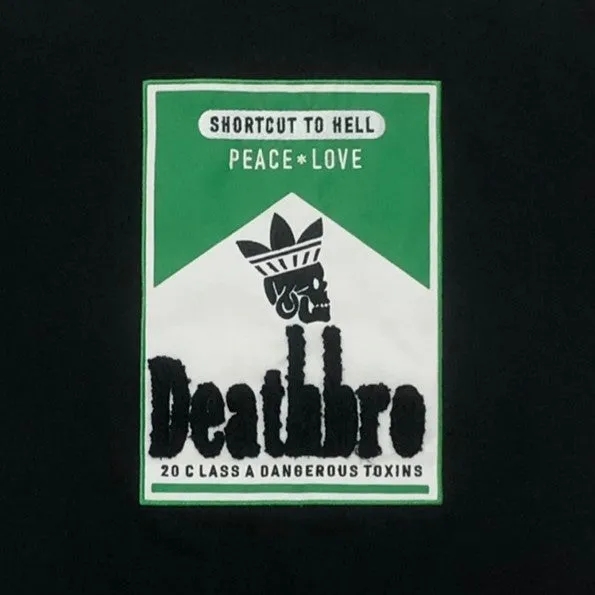 SHORTCUT TO HELL
PEACE*LOVE
Deathbro
20 CLASS A DANGEROUS TOXINS